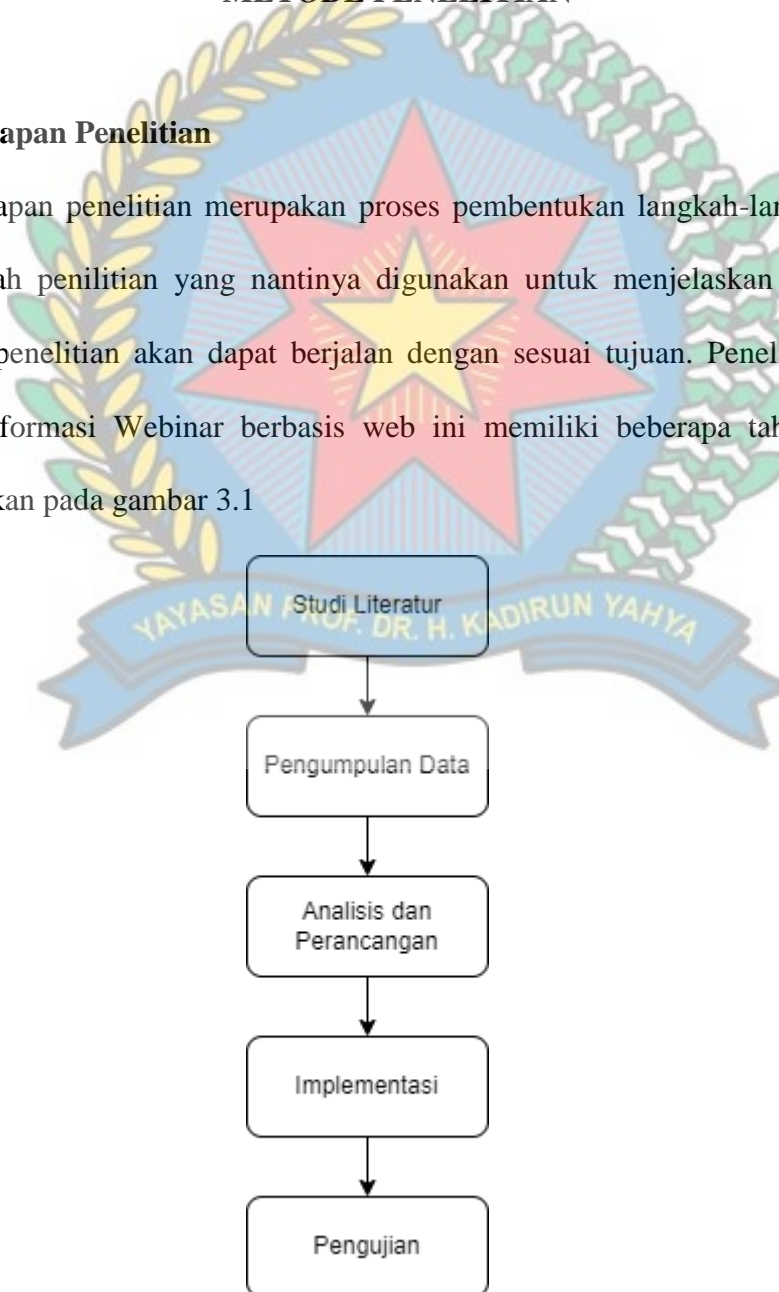 METODE PENELITIAN
apan Penelitian
apan penelitian merupakan proses pembentukan langkah-lan
ah penilitian yang nantinya digunakan untuk menjelaskan
penelitian akan dapat berjalan dengan sesuai tujuan. Penel
formasi Webinar berbasis web ini memiliki beberapa tah
kan pada gambar 3.1
Studi Literatur
YAYASAN PROF. DR. H. KADIRUN YAHYA
Pengumpulan Data
Analisis dan
Perancangan
Implementasi
Pengujian